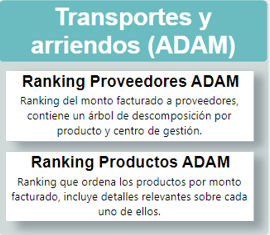 Transportes y
arriendos (ADAM)
Ranking Proveedores ADAM
Ranking del monto facturado a proveedores,
contiene un árbol de descomposición por
producto y centro de gestión.
Ranking Productos ADAM
Ranking que ordena los productos por monto
facturado, incluye detalles relevantes sobre cada
uno de ellos.